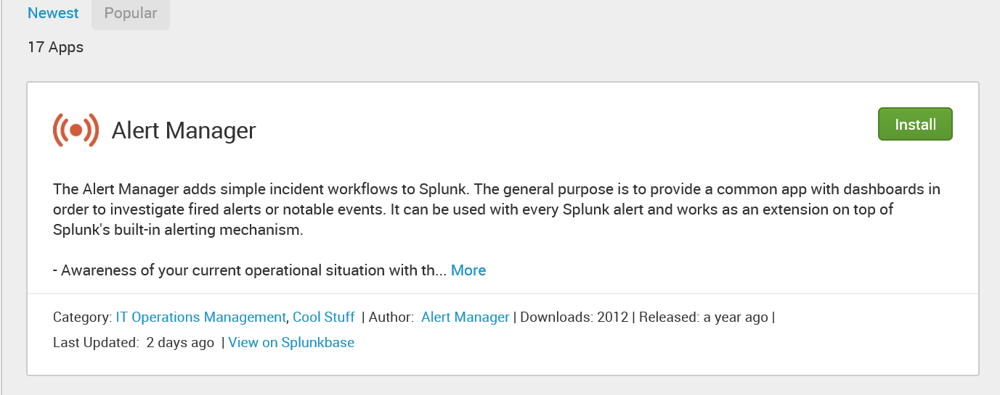 Newest Popular
17 Apps
Alert Manager
Install
The Alert Manager adds simple incident workflows to Splunk. The general purpose is to provide a common app with dashboards in
order to investigate fired alerts or notable events. It can be used with every Splunk alert and works as an extension on top of
Splunk's built-in alerting mechanism.
- Awareness of your current operational situation with th... More
Category: IT Operations Management, Cool Stuff | Author: Alert Manager | Downloads: 2012 | Released: a year ago |
Last Updated: 2 days ago | View on Splunkbase